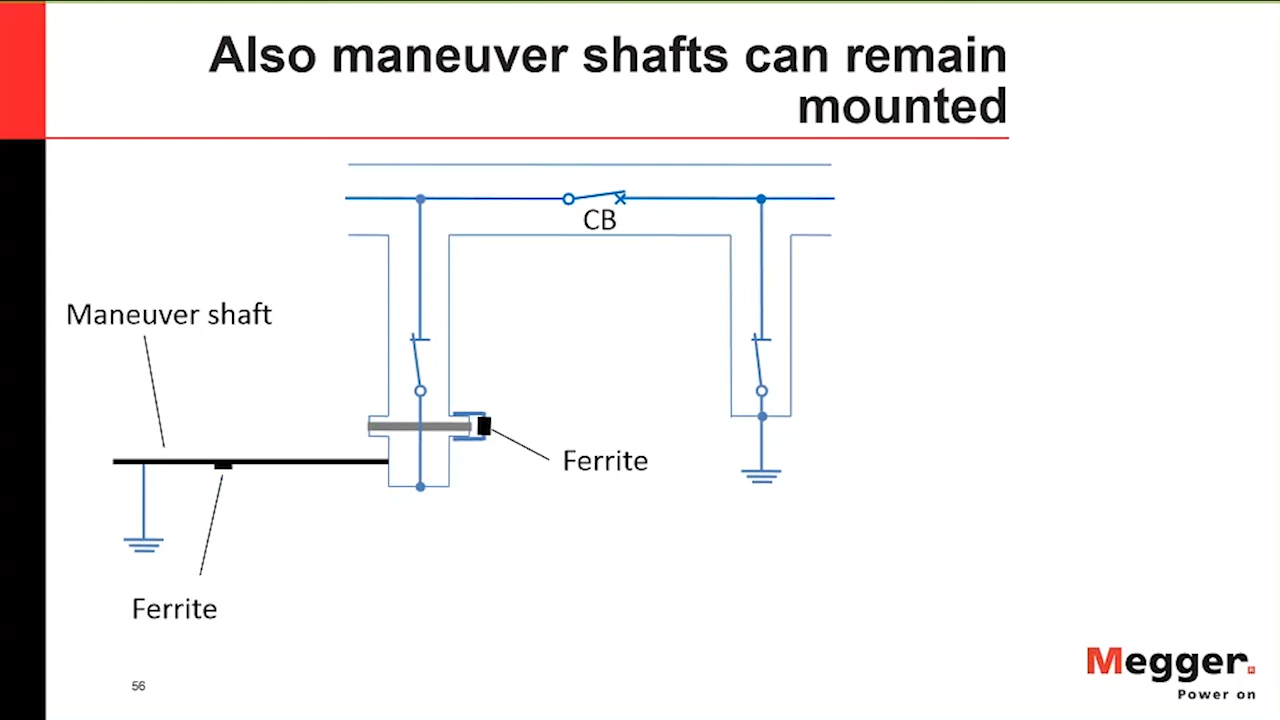 Also maneuver shafts can remain
mounted
CB
Maneuver shaft
Ferrite
Ferrite
56
Megger.
Power on